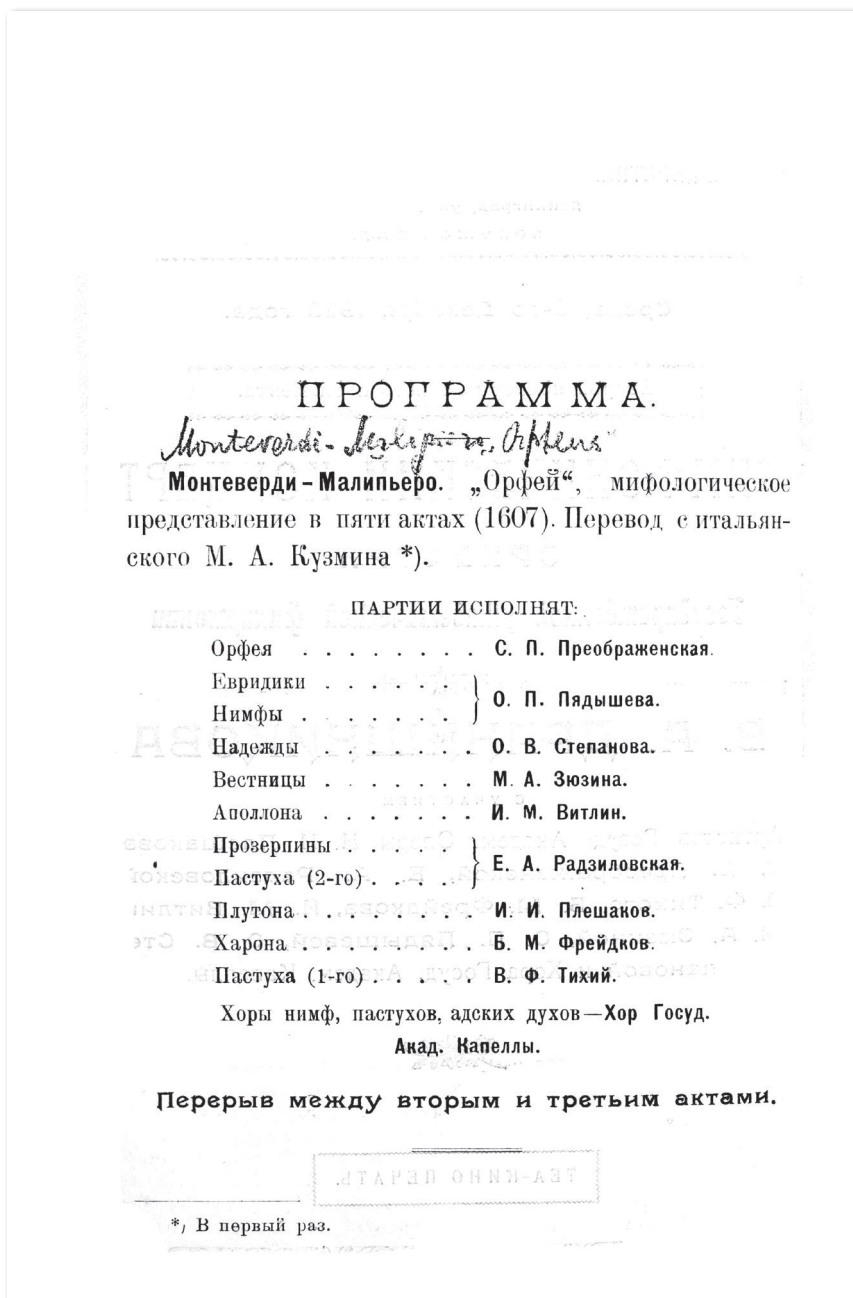 ПРОГРАММА.
Monteverdi - Orfeus
Монтеверди – Малипьеро. „Орфей“, мифологическое
представление в пяти актах (1607). Перевод с итальян-
ского М. А. Кузмина *).
ПАРТИИ ИСПОЛНЯТ:
Орфея . . . . . . . . С. П. Преображенская.
Евридики . . . . . .
Нимфы . . . . . . . } О. П. Пядышева.
Надежды . . . . . . . О. В. Степанова.
Вестницы . . . . . . . М. А. Зюзина.
Аполлона . . . . . . . И. М. Витлин.
Прозерпины . . . . .
Пастуха (2-го) . . . . } Е. А. Радзиловская.
Плутона . . . . . . . . И. И. Плешаков.
Харона . . . . . . . . Б. М. Фрейдков.
Пастуха (1-го) . . . . . В. Ф. Тихий.
Хоры нимф, пастухов, адских духов—Хор Госуд.
Акад. Капеллы.
Перерыв между вторым и третьим актами.
ТЕА-КИНО ПЕЧАТЬ.
*) В первый раз.